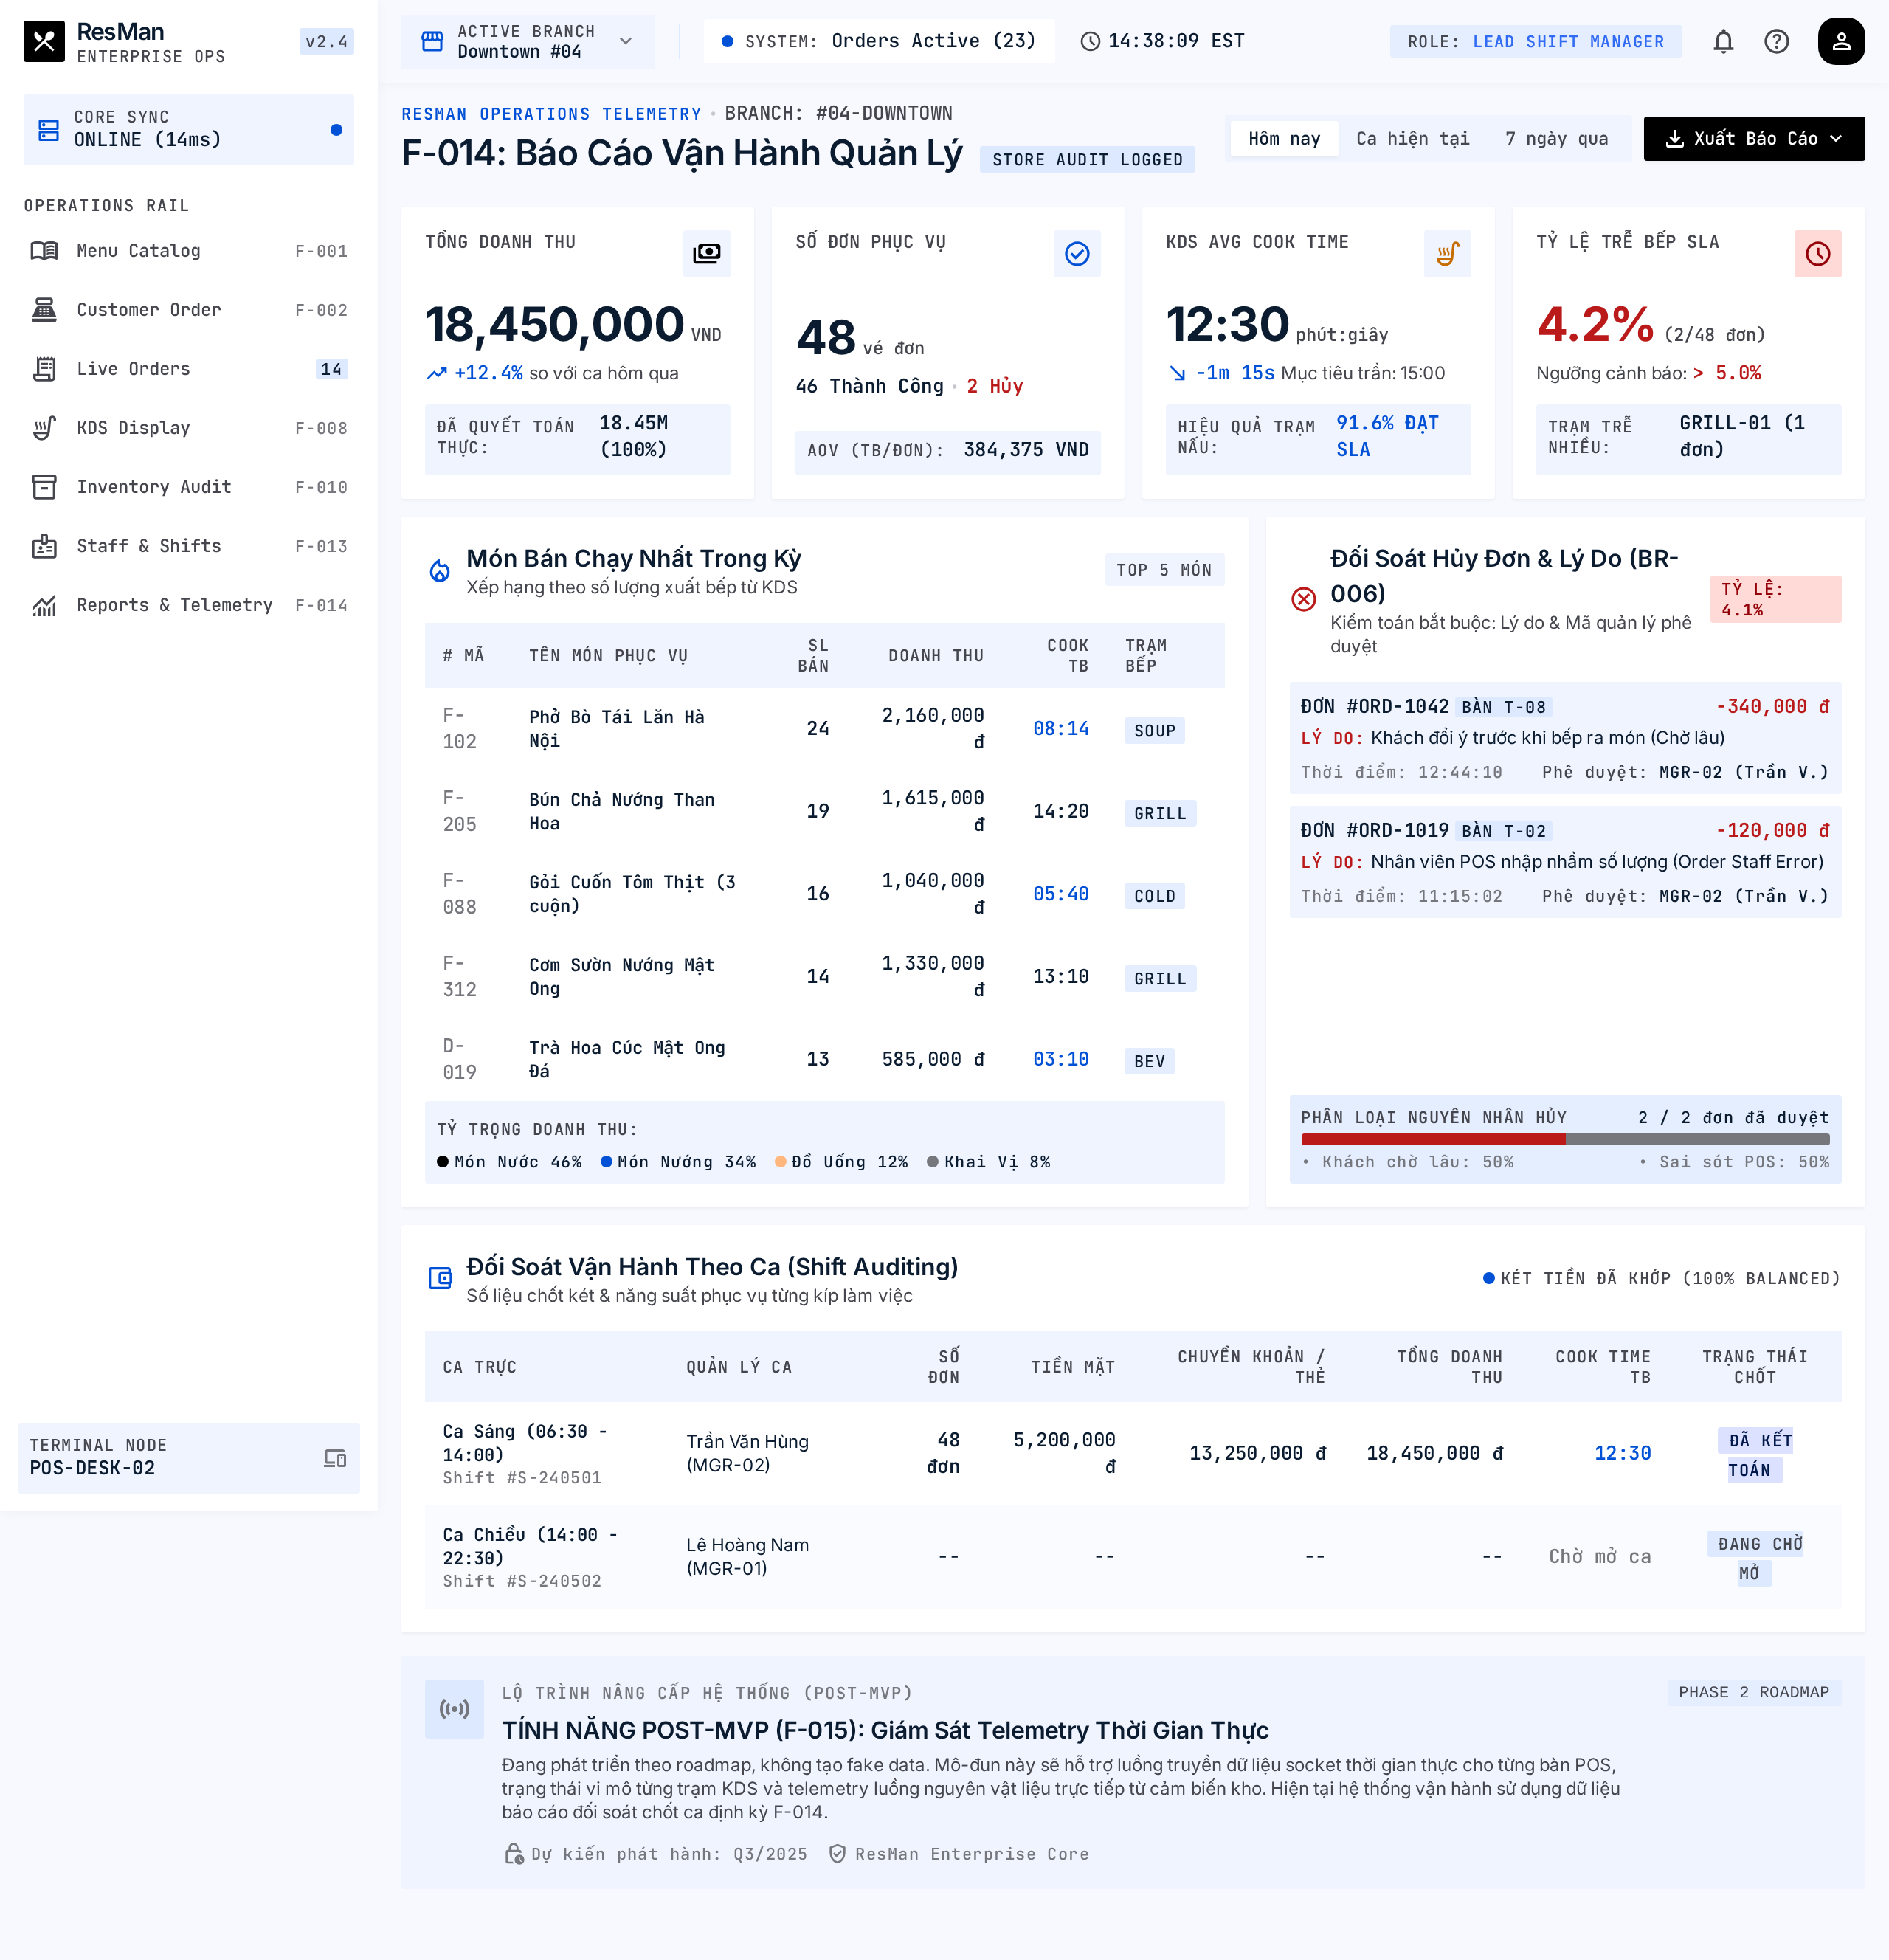 ResMan
ENTERPRISE OPS
v2.4
CORE SYNC
ONLINE (14ms)
OPERATIONS RAIL
Menu Catalog F-001
Customer Order F-002
Live Orders 14
KDS Display F-008
Inventory Audit F-010
Staff & Shifts F-013
Reports & Telemetry F-014
TERMINAL NODE
POS-DESK-02
ACTIVE BRANCH
Downtown #04
SYSTEM: Orders Active (23)
14:38:09 EST
ROLE: LEAD SHIFT MANAGER
RESMAN OPERATIONS TELEMETRY • BRANCH: #04-DOWNTOWN
F-014: Báo Cáo Vận Hành Quản Lý
STORE AUDIT LOGGED
Hôm nay Ca hiện tại 7 ngày qua
Xuất Báo Cáo
TỔNG DOANH THU
18,450,000 VND
+12.4% so với ca hôm qua
ĐÃ QUYẾT TOÁN THỰC:
18.45M (100%)
SỐ ĐƠN PHỤC VỤ
48 vé đơn
46 Thành Công • 2 Hủy
AOV (TB/ĐƠN): 384,375 VND
KDS AVG COOK TIME
12:30 phút:giây
-1m 15s Mục tiêu trần: 15:00
HIỆU QUẢ TRẠM NẤU:
91.6% ĐẠT SLA
TỶ LỆ TRỄ BẾP SLA
4.2% (2/48 đơn)
Ngưỡng cảnh báo: > 5.0%
TRẠM TRỄ NHIỀU:
GRILL-01 (1 đơn)
Món Bán Chạy Nhất Trong Kỳ
Xếp hạng theo số lượng xuất bếp từ KDS
TOP 5 MÓN
# MÃ TÊN MÓN PHỤC VỤ SL BÁN DOANH THU COOK TB TRẠM BẾP
F-102 Phở Bò Tái Lăn Hà Nội 24 2,160,000 đ 08:14 SOUP
F-205 Bún Chả Nướng Than Hoa 19 1,615,000 đ 14:20 GRILL
F-088 Gỏi Cuốn Tôm Thịt (3 cuộn) 16 1,040,000 đ 05:40 COLD
F-312 Cơm Sườn Nướng Mật Ong 14 1,330,000 đ 13:10 GRILL
D-019 Trà Hoa Cúc Mật Ong Đá 13 585,000 đ 03:10 BEV
TỶ TRỌNG DOANH THU:
Món Nước 46% Món Nướng 34% Đồ Uống 12% Khai Vị 8%
Đối Soát Hủy Đơn & Lý Do (BR-
006)
Kiểm toán bắt buộc: Lý do & Mã quản lý phê
duyệt
TỶ LỆ:
4.1%
ĐƠN #ORD-1042 BÀN T-08 -340,000 đ
LÝ DO: Khách đổi ý trước khi bếp ra món (Chờ lâu)
Thời điểm: 12:44:10 Phê duyệt: MGR-02 (Trần V.)
ĐƠN #ORD-1019 BÀN T-02 -120,000 đ
LÝ DO: Nhân viên POS nhập nhầm số lượng (Order Staff Error)
Thời điểm: 11:15:02 Phê duyệt: MGR-02 (Trần V.)
PHÂN LOẠI NGUYÊN NHÂN HỦY 2 / 2 đơn đã duyệt
• Khách chờ lâu: 50% • Sai sót POS: 50%
Đối Soát Vận Hành Theo Ca (Shift Auditing)
Số liệu chốt két & năng suất phục vụ từng kíp làm việc
KÉT TIỀN ĐÃ KHỚP (100% BALANCED)
CA TRỰC QUẢN LÝ CA SỐ ĐƠN TIỀN MẶT CHUYỂN KHOẢN / THẺ TỔNG DOANH THU COOK TIME TB TRẠNG THÁI CHỐT
Ca Sáng (06:30 - 14:00) Trần Văn Hùng (MGR-02) 48 đơn 5,200,000 đ 13,250,000 đ 18,450,000 đ 12:30 ĐÃ KẾT TOÁN
Shift #S-240501
Ca Chiều (14:00 - 22:30) Lê Hoàng Nam (MGR-01) -- -- -- -- Chờ mở ca ĐANG CHỜ MỞ
Shift #S-240502
LỘ TRÌNH NÂNG CẤP HỆ THỐNG (POST-MVP)
PHASE 2 ROADMAP
TÍNH NĂNG POST-MVP (F-015): Giám Sát Telemetry Thời Gian Thực
Đang phát triển theo roadmap, không tạo fake data. Mô-đun này sẽ hỗ trợ luồng truyền dữ liệu socket thời gian thực cho từng bàn POS,
trạng thái vi mô từng trạm KDS và telemetry luồng nguyên vật liệu trực tiếp từ cảm biến kho. Hiện tại hệ thống vận hành sử dụng dữ liệu
báo cáo đối soát chốt ca định kỳ F-014.
Dự kiến phát hành: Q3/2025 ResMan Enterprise Core